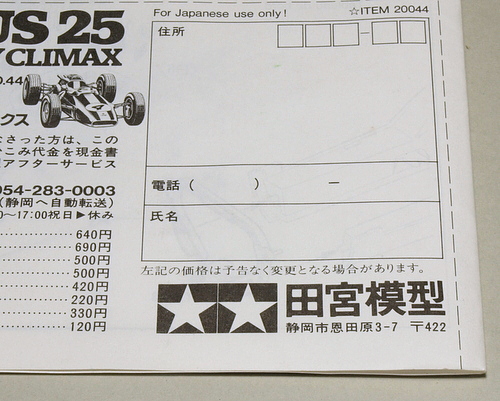 US 25
CLIMAX
For Japanese use only!
☆ITEM 20044
住所
電話 ( ) －
氏名
左記の価格は予告なく変更となる場合があります。
田宮模型
静岡市恩田原3-7 〒422
クス
なさった方は、この
こみ代金を現金書
アフターサービス
054-283-0003
(静岡へ自動転送)
0〜17:00祝日▶休み
640円
690円
500円
500円
420円
220円
330円
120円